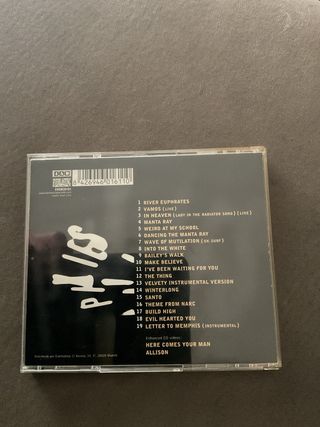 8 426946 016110
pixies
1 RIVER EUPHRATES
2 VAMOS (LIVE)
3 IN HEAVEN (LADY IN THE RADIATOR SONG) (LIVE)
4 MANTA RAY
5 WEIRD AT MY SCHOOL
6 DANCING THE MANTA RAY
7 WAVE OF MUTILATION (UK SURF)
8 INTO THE WHITE
9 BAILEY'S WALK
10 MAKE BELIEVE
11 I'VE BEEN WAITING FOR YOU
12 THE THING
13 VELVETY INSTRUMENTAL VERSION
14 WINTERLONG
15 SANTO
16 THEME FROM NARC
17 BUILD HIGH
18 EVIL HEARTED YOU
19 LETTER TO MEMPHIS (INSTRUMENTAL)
Enhanced CD videos
HERE COMES YOUR MAN
ALLISON